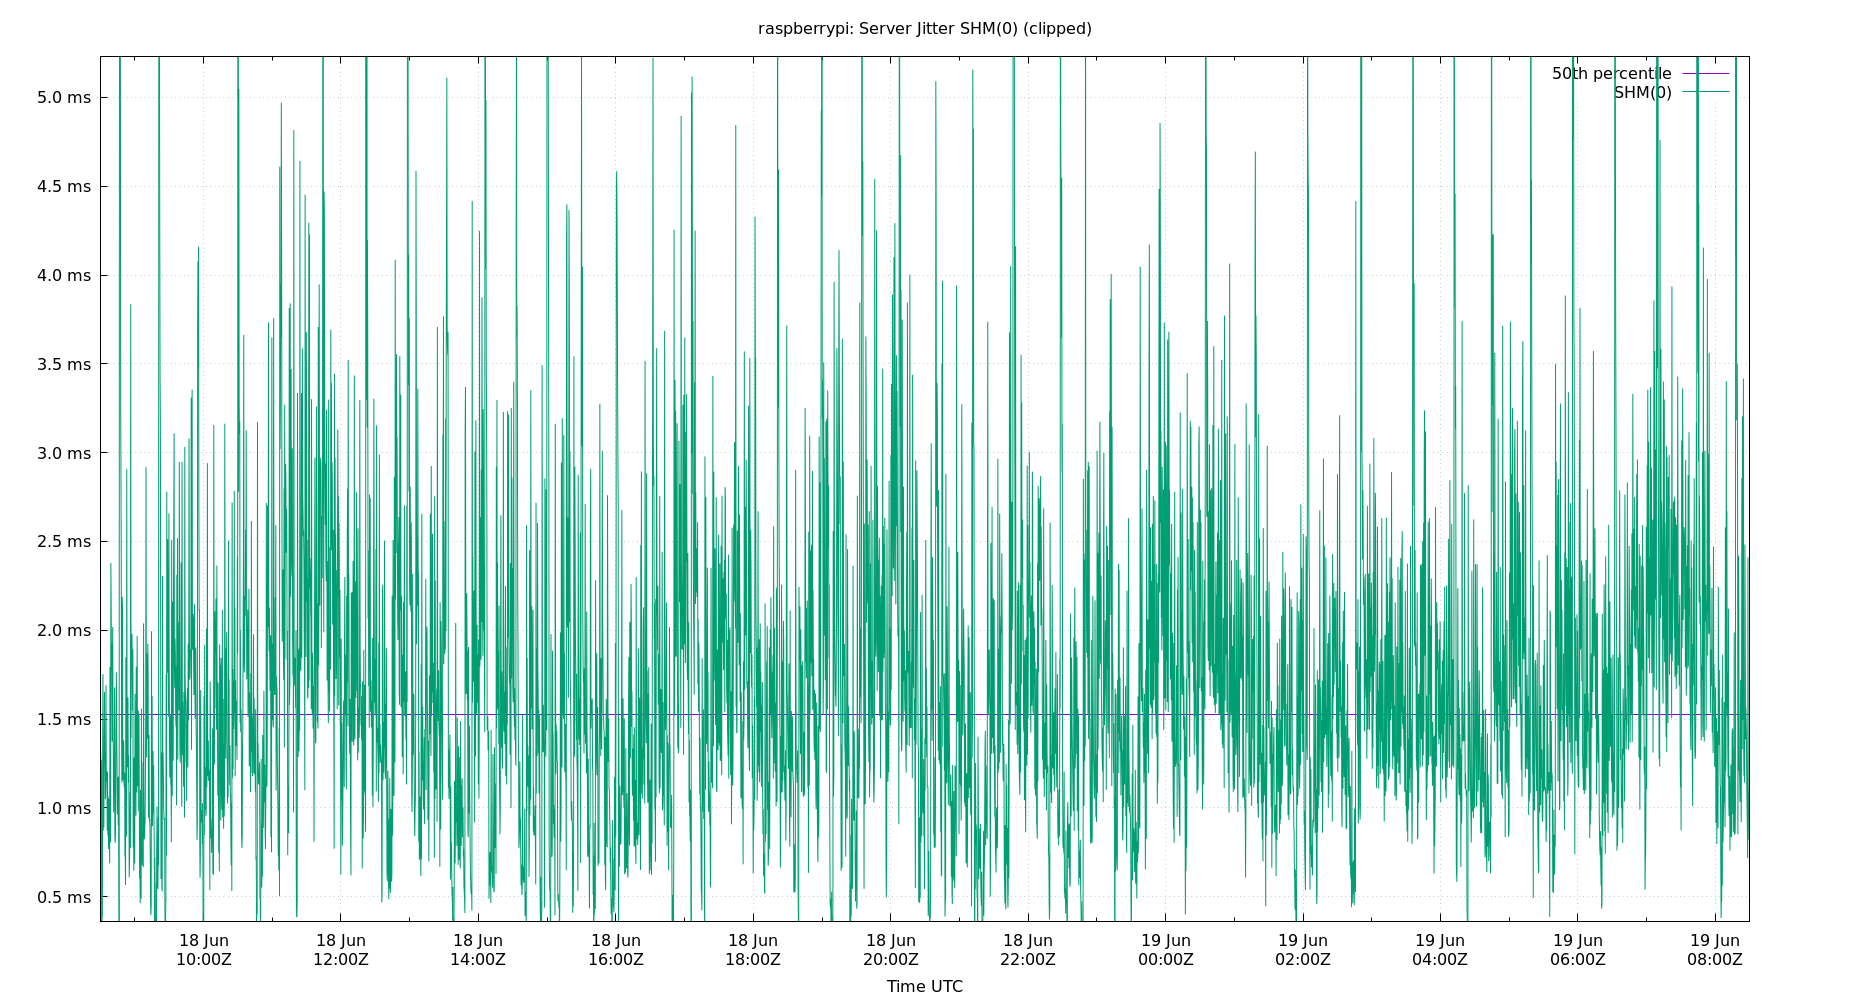 raspberrypi: Server Jitter SHM(0) (clipped)
50th percentile
SHM(0)
5.0 ms
4.5 ms
4.0 ms
3.5 ms
3.0 ms
2.5 ms
2.0 ms
1.5 ms
1.0 ms
0.5 ms
18 Jun 18 Jun 18 Jun 18 Jun 18 Jun 18 Jun 18 Jun 19 Jun 19 Jun 19 Jun 19 Jun 19 Jun
10:00Z 12:00Z 14:00Z 16:00Z 18:00Z 20:00Z 22:00Z 00:00Z 02:00Z 04:00Z 06:00Z 08:00Z
Time UTC